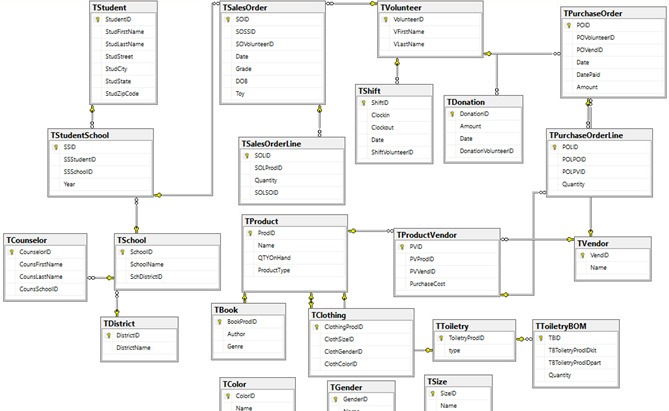 TStudent
StudentID
StudFirstName
StudLastName
StudStreet
StudCity
StudState
StudZipCode
TSalesOrder
SOID
SOSSID
SOVolunteerID
Date
Grade
DOB
Toy
TVolunteer
VolunteerID
VFirstName
VLastName
TPurchaseOrder
POID
POVolunteerID
POVendID
Date
DatePaid
Amount
TShift
ShiftID
ClockIn
Clockout
Date
ShiftVolunteerID
TDonation
DonationID
Amount
Date
DonationVolunteerID
TStudentSchool
SSID
SSStudentID
SSSchoolID
Year
TSalesOrderLine
SOLID
SOLProdID
Quantity
SOLSOID
TPurchaseOrderLine
POLID
POLPOID
POLPVID
Quantity
TCounselor
CounselorID
CounsFirstName
CounsLastName
CounsSchoolID
TSchool
SchoolID
SchoolName
SchDistrictID
TProduct
ProdID
Name
QTYOnHand
ProductType
TProductVendor
PVID
PVProdID
PVVendID
PurchaseCost
TVendor
VendID
Name
TDistrict
DistrictID
DistrictName
TBook
BookProdID
Author
Genre
TClothing
ClothingProdID
ClothSizeID
ClothGenderID
ClothColorID
TToiletry
ToiletryProdID
type
TToiletryBOM
TBID
TBToiletryProdIDkit
TBToiletryProdIDpart
Quantity
TColor
ColorID
Name
TGender
GenderID
TSize
SizeID
Name